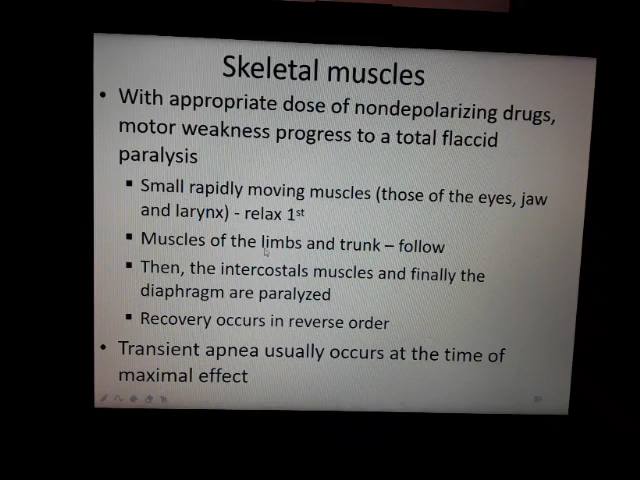 Skeletal muscles
• With appropriate dose of nondepolarizing drugs,
motor weakness progress to a total flaccid
paralysis
▪ Small rapidly moving muscles (those of the eyes, jaw
and larynx) - relax 1st
▪ Muscles of the limbs and trunk – follow
▪ Then, the intercostals muscles and finally the
diaphragm are paralyzed
▪ Recovery occurs in reverse order
• Transient apnea usually occurs at the time of
maximal effect